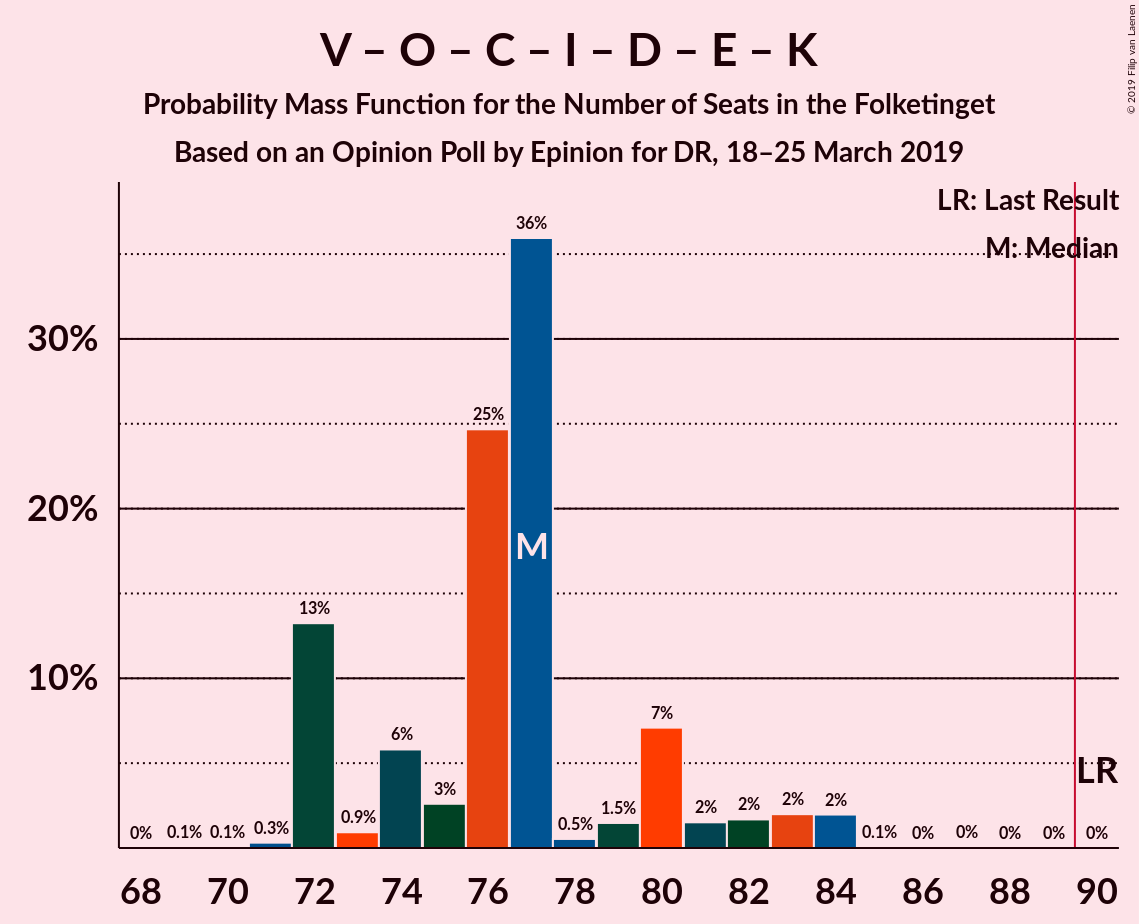 V – O – C – I – D – E – K
Probability Mass Function for the Number of Seats in the Folketinget
Based on an Opinion Poll by Epinion for DR, 18–25 March 2019
© 2019 Filip van Laenen
LR: Last Result
M: Median
30%
20%
10%
0% 0.1% 0.1% 0.3% 13% 0.9% 6% 3% 25% 36% 0.5% 1.5% 7% 2% 2% 2% 2% 0.1% 0% 0% 0% 0% 0%
M
LR
68 70 72 74 76 78 80 82 84 86 88 90